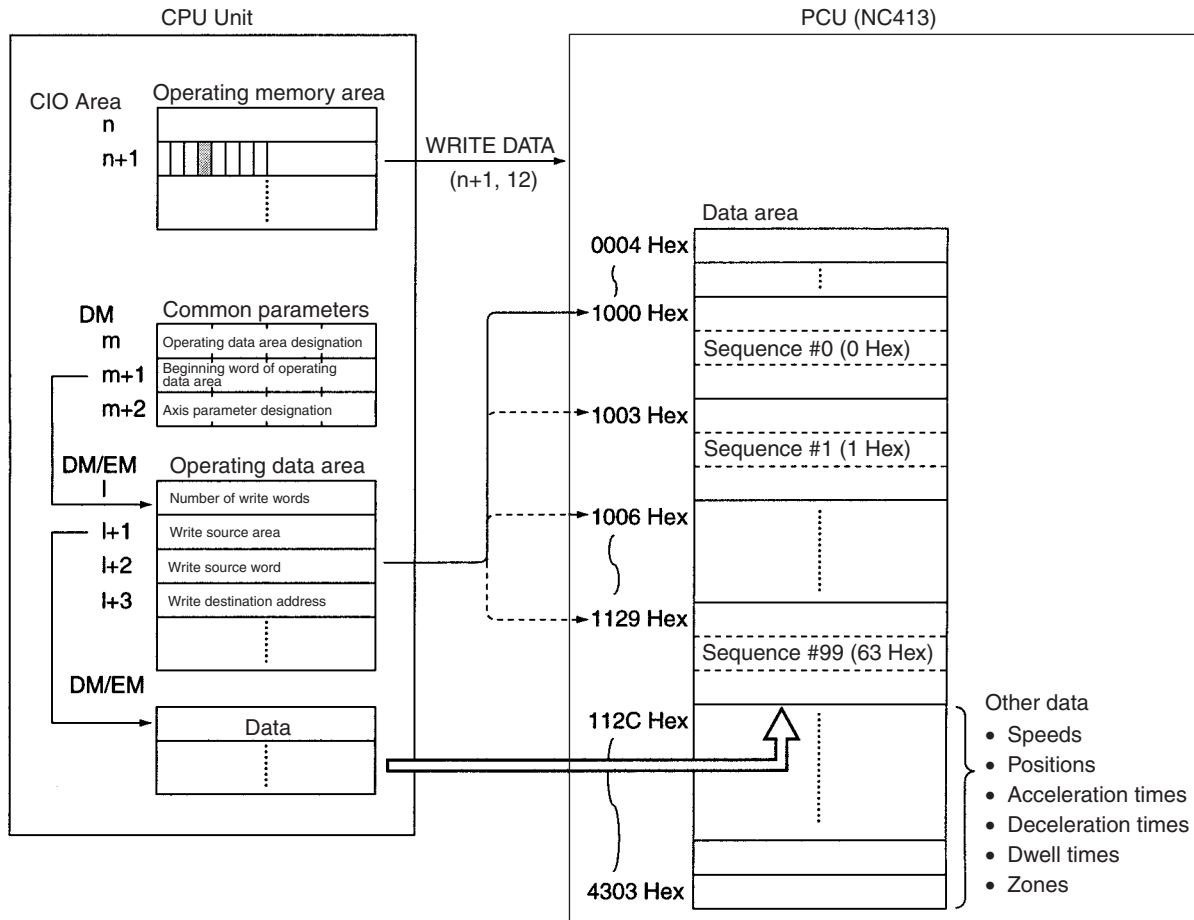 CPU Unit
PCU (NC413)
CIO Area
Operating memory area
n
n+1
WRITE DATA
(n+1, 12)
Data area
0004 Hex
1000 Hex
Sequence #0 (0 Hex)
1003 Hex
Sequence #1 (1 Hex)
1006 Hex
1129 Hex
Sequence #99 (63 Hex)
112C Hex
4303 Hex
DM
Common parameters
m
Operating data area designation
m+1
Beginning word of operating
data area
m+2
Axis parameter designation
DM/EM
Operating data area
l
Number of write words
l+1
Write source area
l+2
Write source word
l+3
Write destination address
DM/EM
Data
Other data
• Speeds
• Positions
• Acceleration times
• Deceleration times
• Dwell times
• Zones